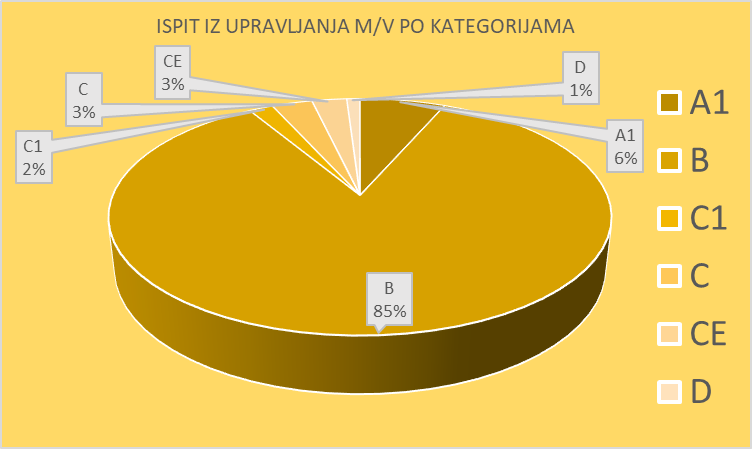 ISPIT IZ UPRAVLJANJA M/V PO KATEGORIJAMA
CE
3%
D
1%
C
3%
A1
6%
C1
2%
B
85%
A1
B
C1
C
CE
D